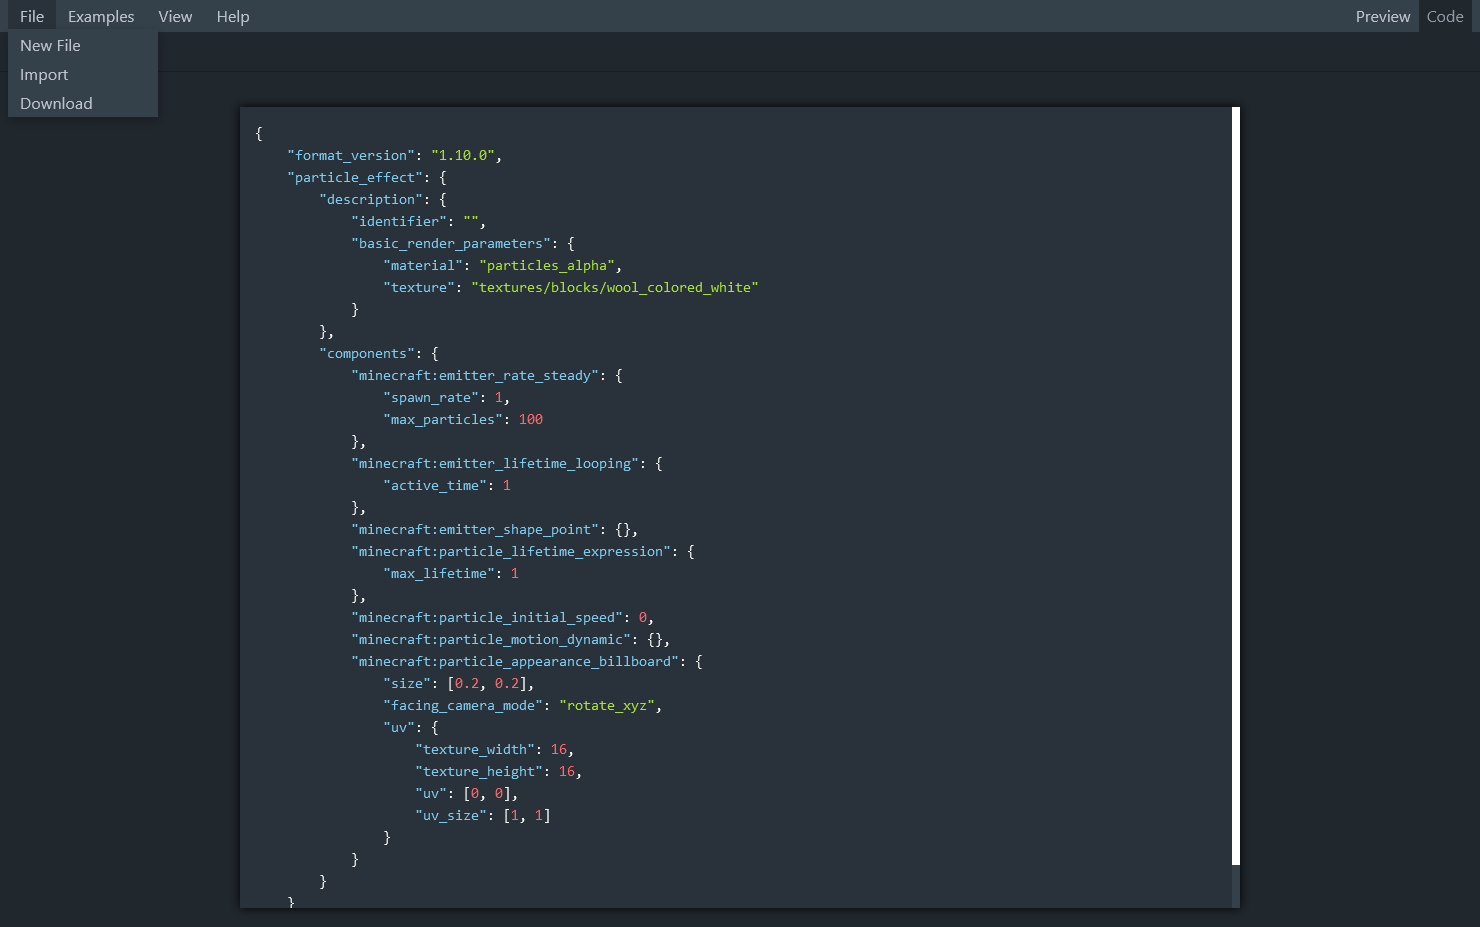 File Examples View Help Preview Code
New File
Import
Download
{
    "format_version": "1.10.0",
    "particle_effect": {
        "description": {
            "identifier": "",
            "basic_render_parameters": {
                "material": "particles_alpha",
                "texture": "textures/blocks/wool_colored_white"
            }
        },
        "components": {
            "minecraft:emitter_rate_steady": {
                "spawn_rate": 1,
                "max_particles": 100
            },
            "minecraft:emitter_lifetime_looping": {
                "active_time": 1
            },
            "minecraft:emitter_shape_point": {},
            "minecraft:particle_lifetime_expression": {
                "max_lifetime": 1
            },
            "minecraft:particle_initial_speed": 0,
            "minecraft:particle_motion_dynamic": {},
            "minecraft:particle_appearance_billboard": {
                "size": [0.2, 0.2],
                "facing_camera_mode": "rotate_xyz",
                "uv": {
                    "texture_width": 16,
                    "texture_height": 16,
                    "uv": [0, 0],
                    "uv_size": [1, 1]
                }
            }
        }
    }